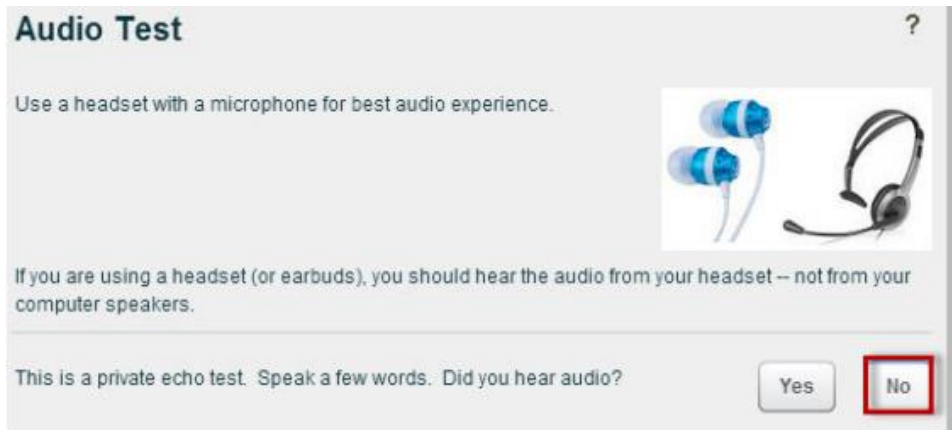 Audio Test
?
Use a headset with a microphone for best audio experience.
If you are using a headset (or earbuds), you should hear the audio from your headset -- not from your
computer speakers.
This is a private echo test. Speak a few words. Did you hear audio?
Yes
No